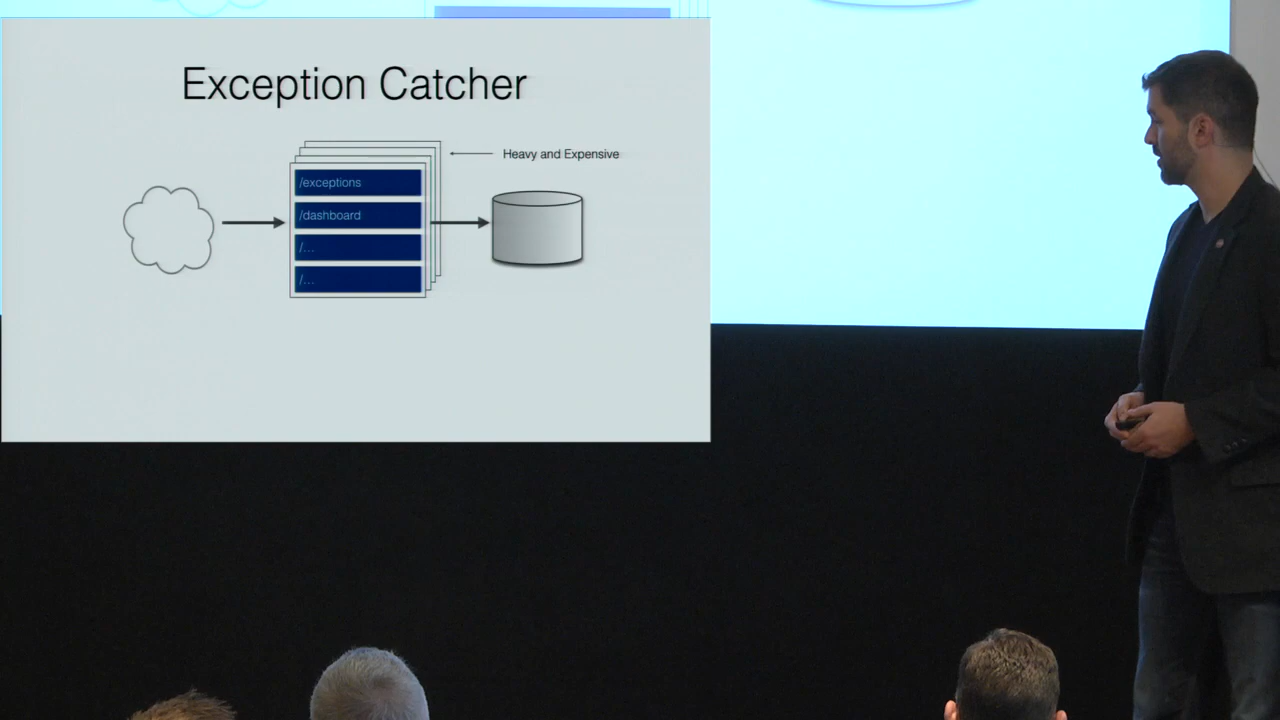 Exception Catcher
Heavy and Expensive
/exceptions
/dashboard
/...
/...